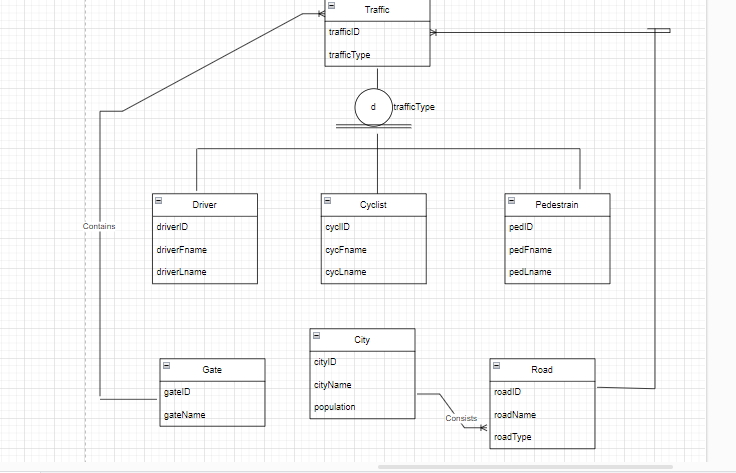 Traffic
trafficID
trafficType
d
trafficType
Driver
driverID
driverFname
driverLname
Cyclist
cyclID
cycFname
cycLname
Pedestrain
pedID
pedFname
pedLname
Contains
Gate
gateID
gateName
City
cityID
cityName
population
Consists
Road
roadID
roadName
roadType